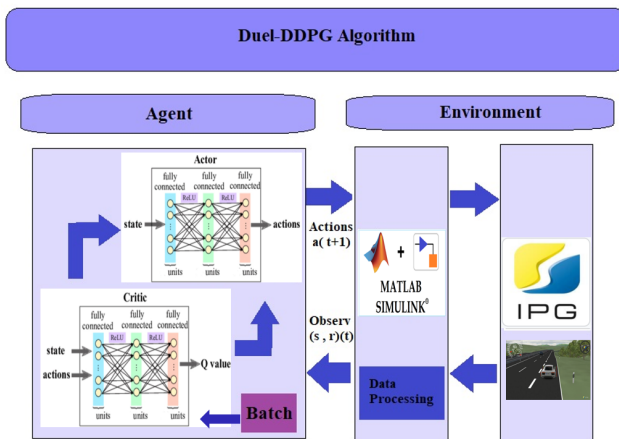 Duel-DDPG Algorithm
Agent
Environment
Actor
fully connected
fully connected
fully connected
ReLU
ReLU
state
actions
units
units
units
Critic
fully connected
fully connected
fully connected
ReLU
ReLU
state
actions
Q value
units
units
units
Batch
Actions
a( t+1)
Observ
(s , r)(t)
+
MATLAB
SIMULINK®
Data
Processing
IPG